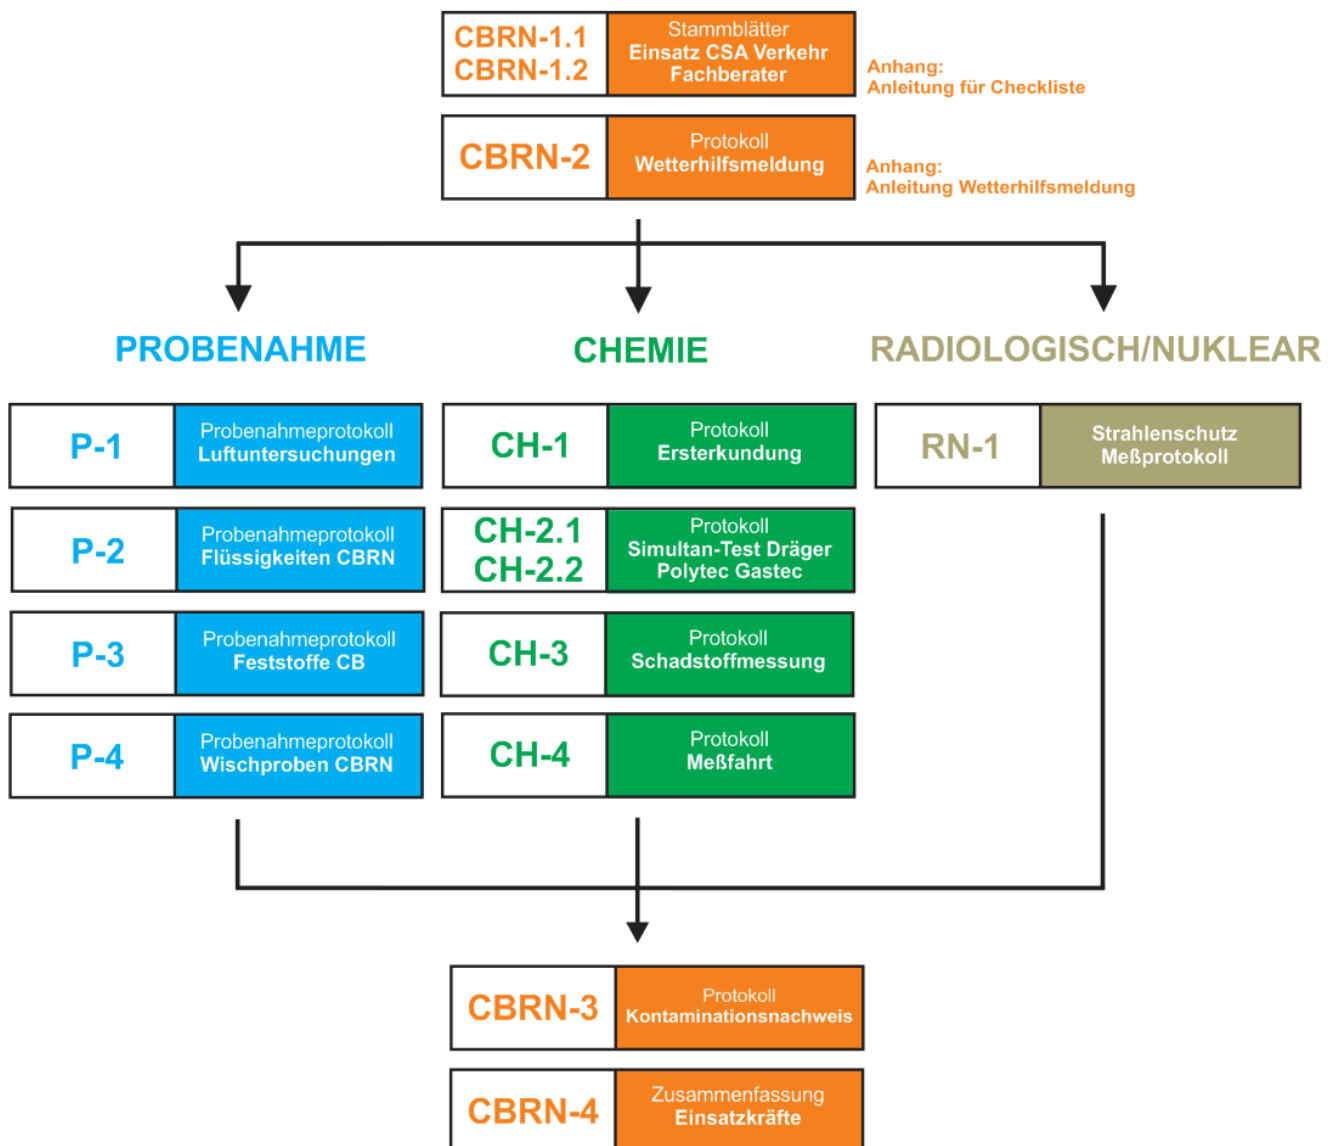 CBRN-1.1
CBRN-1.2
Stammblätter
Einsatz CSA Verkehr
Fachberater
Anhang:
Anleitung für Checkliste
CBRN-2
Protokoll
Wetterhilfsmeldung
Anhang:
Anleitung Wetterhilfsmeldung
PROBENAHME
P-1
Probenahmeprotokoll
Luftuntersuchungen
P-2
Probenahmeprotokoll
Flüssigkeiten CBRN
P-3
Probenahmeprotokoll
Feststoffe CB
P-4
Probenahmeprotokoll
Wischproben CBRN
CHEMIE
CH-1
Protokoll
Ersterkundung
CH-2.1
CH-2.2
Protokoll
Simultan-Test Dräger
Polytec Gastec
CH-3
Protokoll
Schadstoffmessung
CH-4
Protokoll
Meßfahrt
RADIOLOGISCH/NUKLEAR
RN-1
Strahlenschutz
Meßprotokoll
CBRN-3
Protokoll
Kontaminationsnachweis
CBRN-4
Zusammenfassung
Einsatzkräfte